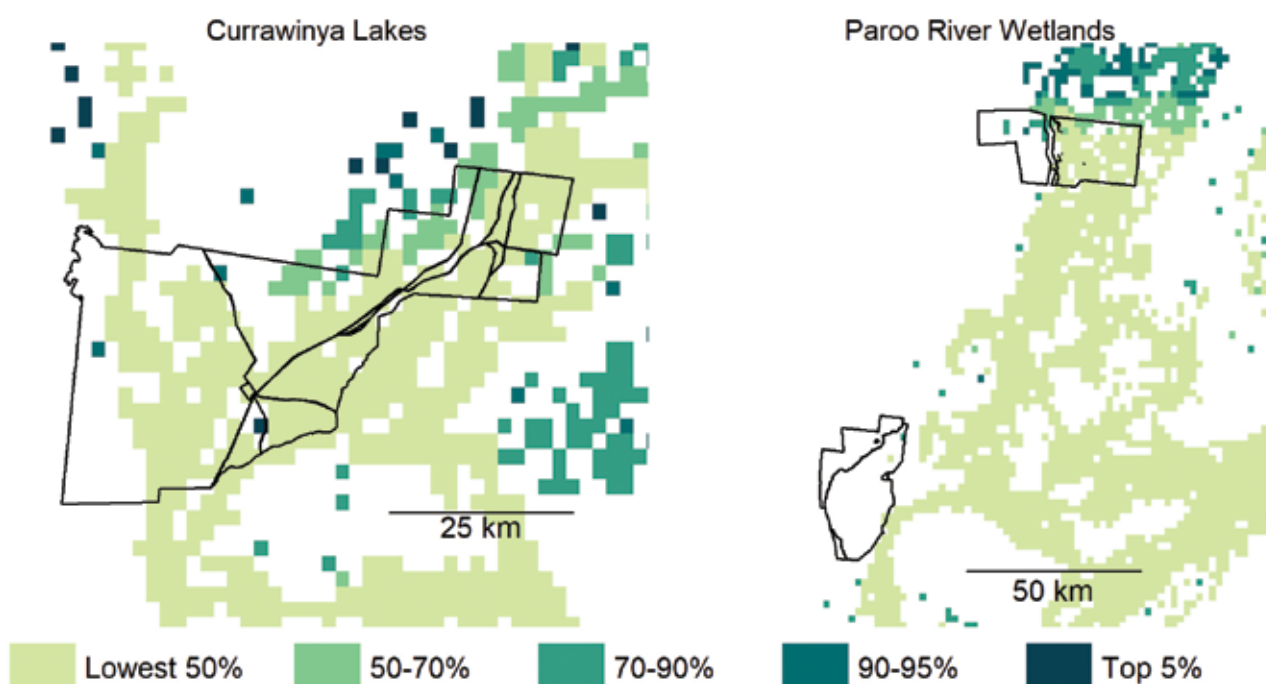 Currawinya Lakes
Paroo River Wetlands
25 km
50 km
Lowest 50%
50-70%
70-90%
90-95%
Top 5%